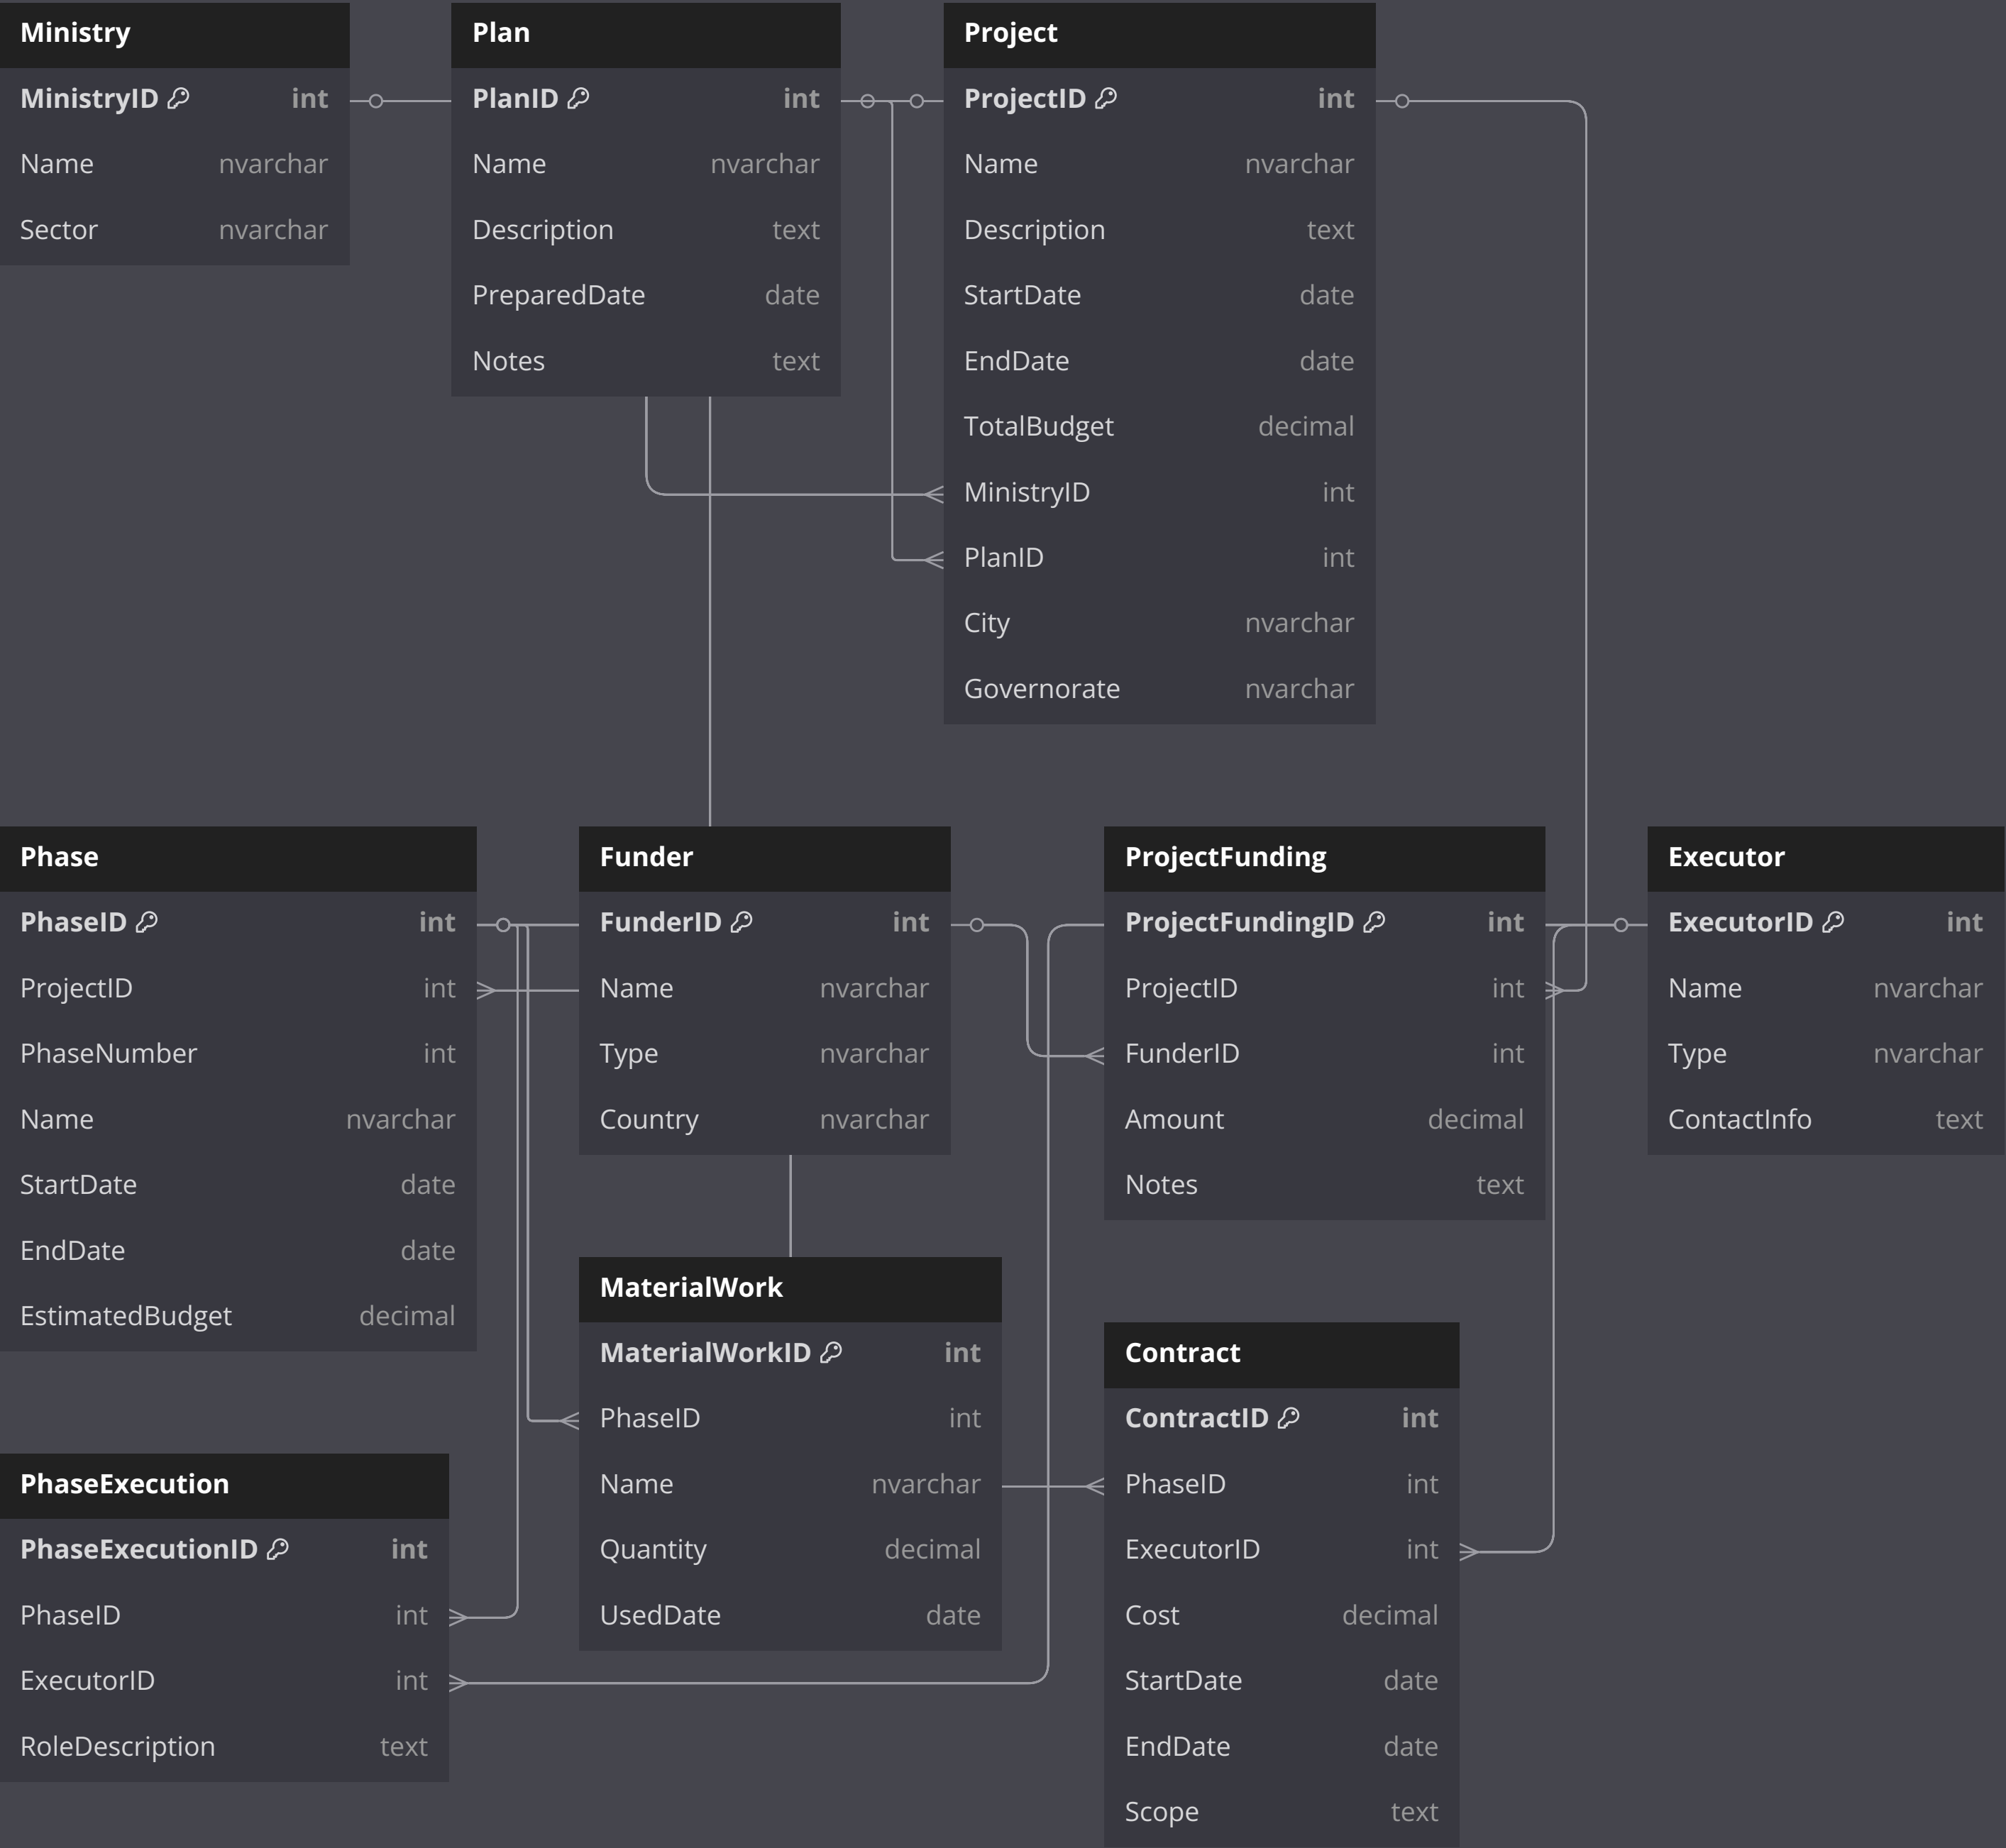 Ministry
MinistryID int
Name nvarchar
Sector nvarchar
Plan
PlanID int
Name nvarchar
Description text
PreparedDate date
Notes text
Project
ProjectID int
Name nvarchar
Description text
StartDate date
EndDate date
TotalBudget decimal
MinistryID int
PlanID int
City nvarchar
Governorate nvarchar
Phase
PhaseID int
ProjectID int
PhaseNumber int
Name nvarchar
StartDate date
EndDate date
EstimatedBudget decimal
Funder
FunderID int
Name nvarchar
Type nvarchar
Country nvarchar
ProjectFunding
ProjectFundingID int
ProjectID int
FunderID int
Amount decimal
Notes text
Executor
ExecutorID int
Name nvarchar
Type nvarchar
ContactInfo text
MaterialWork
MaterialWorkID int
PhaseID int
Name nvarchar
Quantity decimal
UsedDate date
Contract
ContractID int
PhaseID int
ExecutorID int
Cost decimal
StartDate date
EndDate date
Scope text
PhaseExecution
PhaseExecutionID int
PhaseID int
ExecutorID int
RoleDescription text